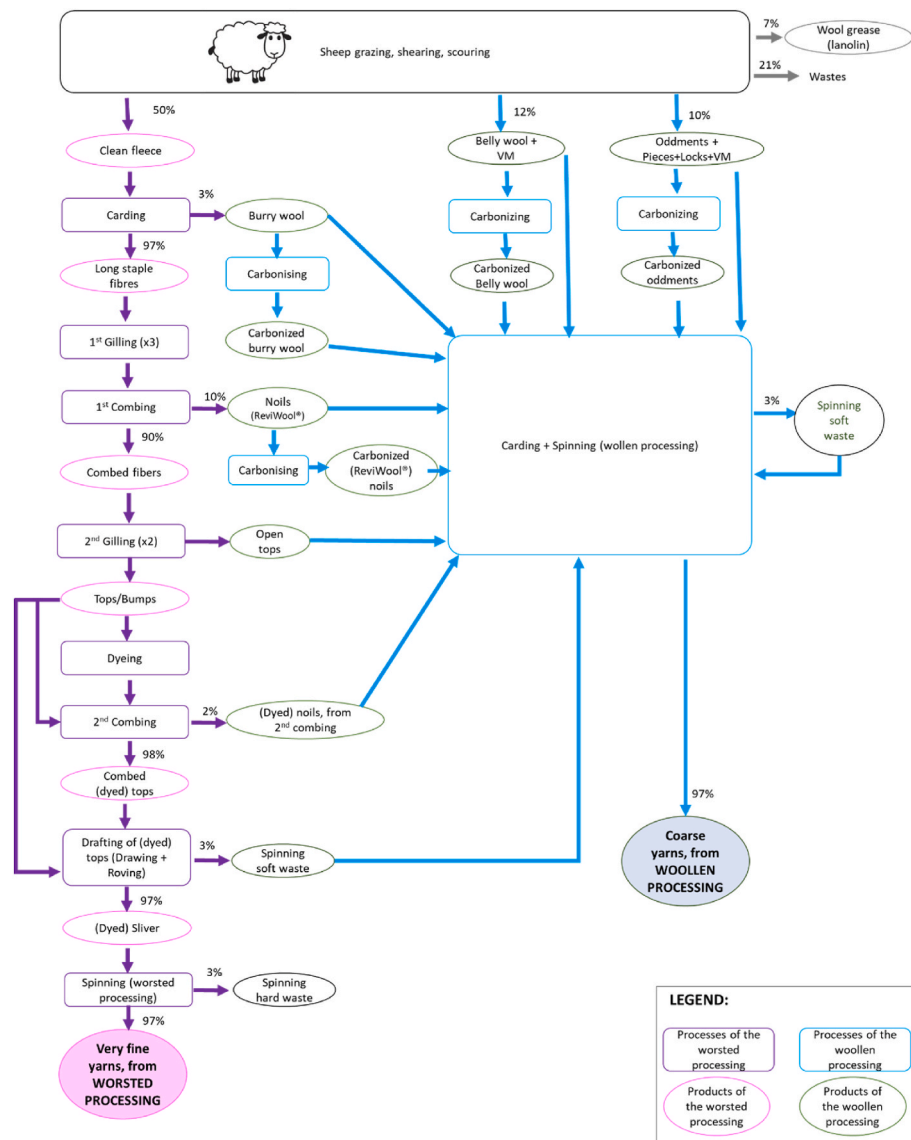 Sheep grazing, shearing, scouring
7%
Wool grease
(lanolin)
21%
Wastes
50%
12%
10%
Clean fleece
Belly wool +
VM
Oddments +
Pieces+Locks+VM
Carding
3%
Burry wool
Carbonizing
Carbonizing
97%
Long staple
fibres
Carbonising
Carbonized
Belly wool
Carbonized
oddments
1st Gilling (x3)
Carbonized
burry wool
1st Combing
10%
Noils
(ReviWool®)
3%
Spinning
soft
waste
90%
Carding + Spinning (wollen processing)
Combed fibers
Carbonising
Carbonized
(ReviWool®)
noils
2nd Gilling (x2)
Open
tops
Tops/Bumps
Dyeing
2nd Combing
2%
(Dyed) noils, from
2nd combing
98%
Combed
(dyed) tops
97%
Drafting of (dyed)
tops (Drawing +
Roving)
3%
Spinning
soft waste
Coarse
yarns, from
WOOLLEN
PROCESSING
97%
(Dyed) Sliver
Spinning (worsted
processing)
3%
Spinning
hard waste
97%
Very fine
yarns, from
WORSTED
PROCESSING
LEGEND:
Processes of the
worsted
processing
Processes of the
woollen
processing
Products of
the worsted
processing
Products of
the woollen
processing